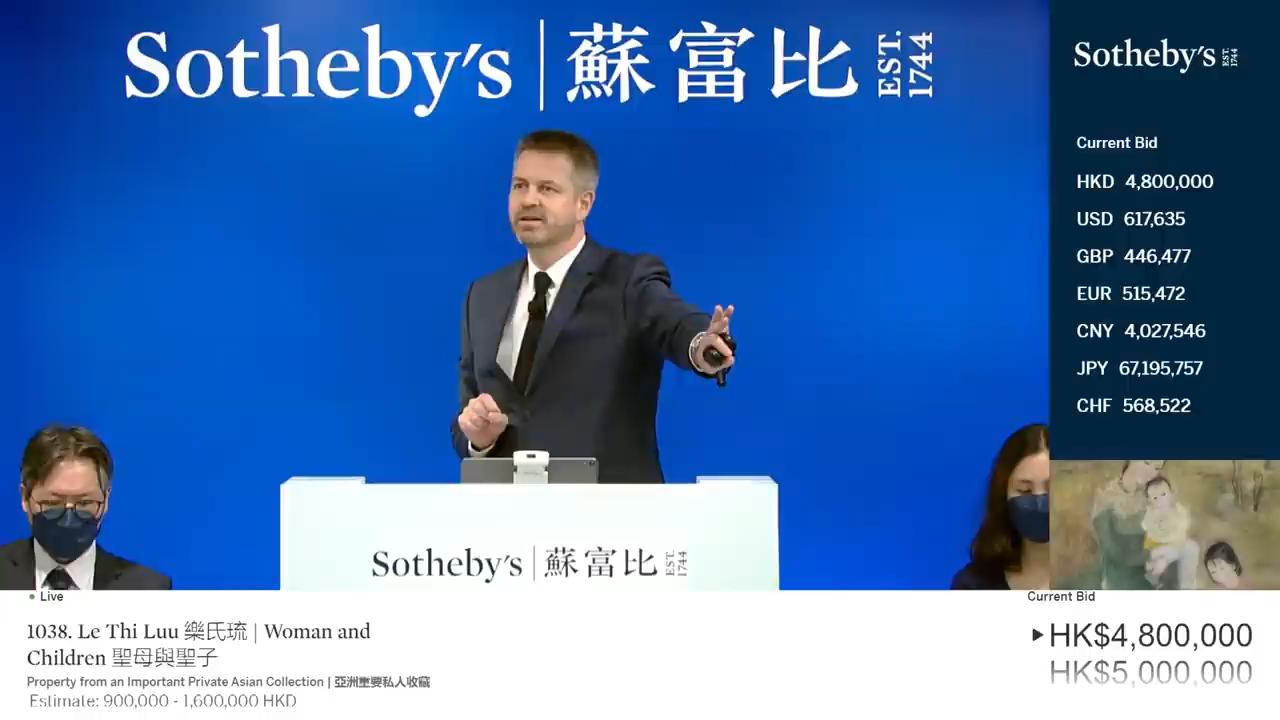 Sotheby's | 蘇富比 EST. 1744
Sotheby's EST. 1744
Current Bid
HKD 4,800,000
USD 617,635
GBP 446,477
EUR 515,472
CNY 4,027,546
JPY 67,195,757
CHF 568,522
Sotheby's | 蘇富比 EST. 1744
Live
1038. Le Thi Luu 樂氏琉 | Woman and
Children 聖母與聖子
Property from an Important Private Asian Collection | 亞洲重要私人收藏
Estimate: 900,000 - 1,600,000 HKD
Current Bid
HK$4,800,000
HK$5,000,000